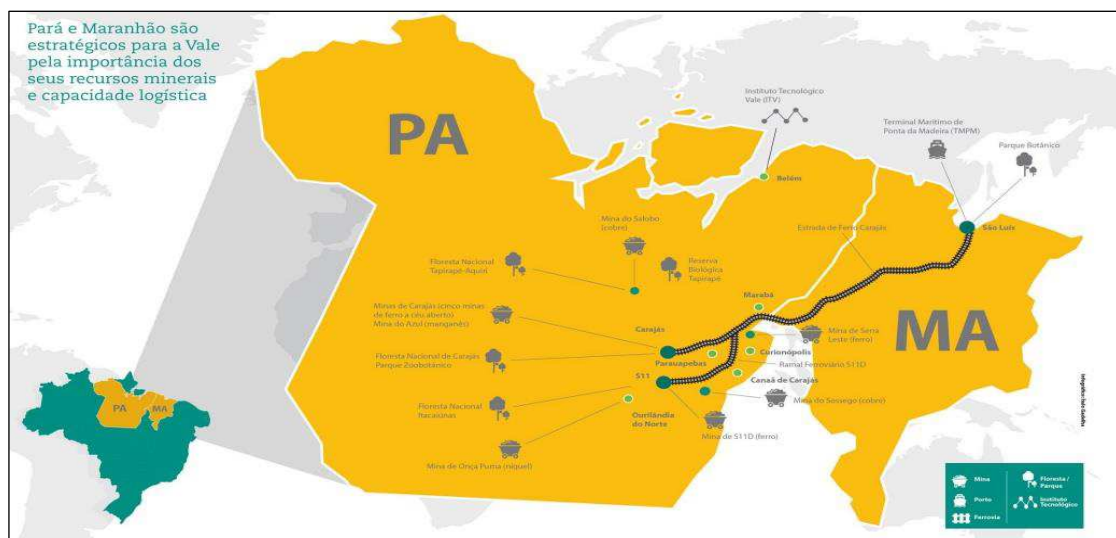 Pará e Maranhão são
estratégicos para a Vale
pela importância dos
seus recursos minerais
e capacidade logística
PA
MA
Instituto Tecnológico
Vale (ITV)
Terminal Marítimo de
Ponta da Madeira (TMPM)
Parque Botânico
Belém
Mina do Salobo
(cobre)
Estrada de Ferro Carajás
São Luís
Floresta Nacional
Tapirapé-Aquiri
Reserva
Biológica
Tapirapé
Marabá
Minas de Carajás (cinco minas
de ferro a céu aberto)
Mina do Azul (manganês)
Carajás
Mina de Serra
Leste (ferro)
Floresta Nacional de Carajás
Parque Zoobotânico
Parauapebas
Curionópolis
Ramal Ferroviário S11D
S11
Canaã de Carajás
Floresta Nacional
Itacaiúnas
Mina do Sossego (cobre)
Ourilândia
do Norte
Mina de S11D (ferro)
Mina de Onça Puma (níquel)
PA
MA
Mina
Porto
Ferrovia
Floresta /
Parque
Instituto
Tecnológico